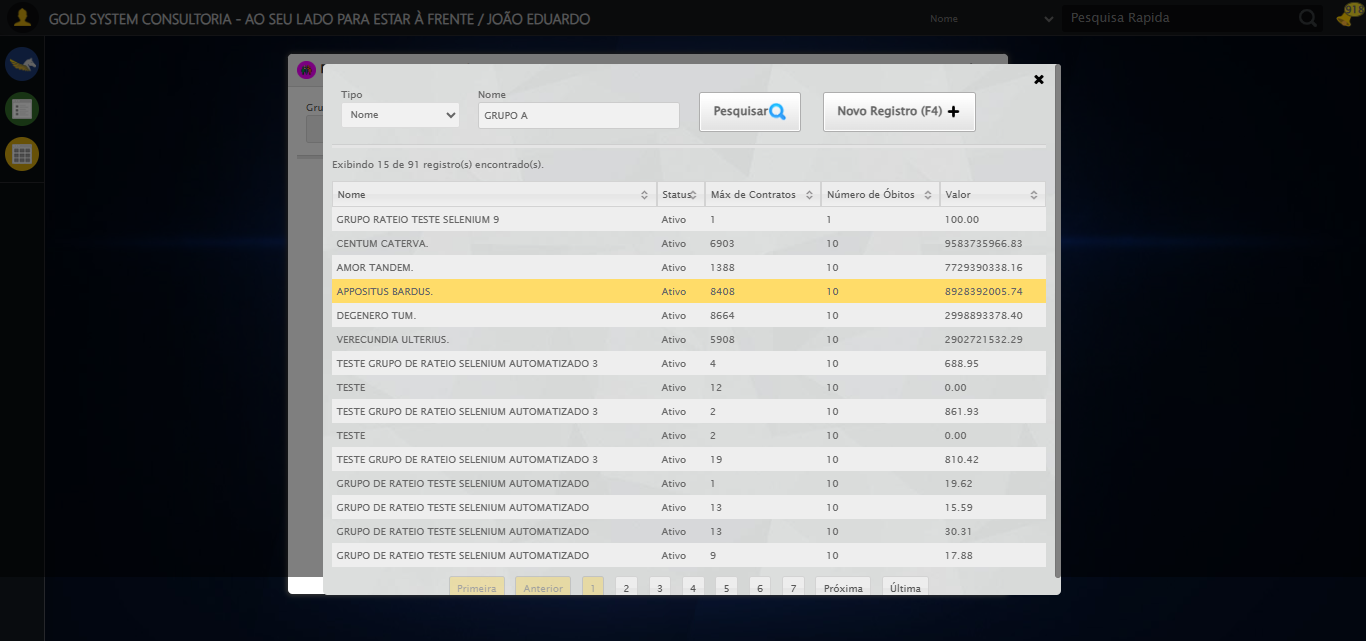 GOLD SYSTEM CONSULTORIA - AO SEU LADO PARA ESTAR À FRENTE / JOÃO EDUARDO
Nome
Pesquisa Rapida
918
Tipo
Nome
Nome
GRUPO A
Pesquisar
Novo Registro (F4)
Exibindo 15 de 91 registro(s) encontrado(s).
Nome Status Máx de Contratos Número de Óbitos Valor
GRUPO RATEIO TESTE SELENIUM 9 Ativo 1 1 100.00
CENTUM CATERVA. Ativo 6903 10 9583735966.83
AMOR TANDEM. Ativo 1388 10 7729390338.16
APPOSITUS BARDUS. Ativo 8408 10 8928392005.74
DEGENERO TUM. Ativo 8664 10 2998893378.40
VERECUNDIA ULTERIUS. Ativo 5908 10 2902721532.29
TESTE GRUPO DE RATEIO SELENIUM AUTOMATIZADO 3 Ativo 4 10 688.95
TESTE Ativo 12 10 0.00
TESTE GRUPO DE RATEIO SELENIUM AUTOMATIZADO 3 Ativo 2 10 861.93
TESTE Ativo 2 10 0.00
TESTE GRUPO DE RATEIO SELENIUM AUTOMATIZADO 3 Ativo 19 10 810.42
GRUPO DE RATEIO TESTE SELENIUM AUTOMATIZADO Ativo 1 10 19.62
GRUPO DE RATEIO TESTE SELENIUM AUTOMATIZADO Ativo 13 10 15.59
GRUPO DE RATEIO TESTE SELENIUM AUTOMATIZADO Ativo 13 10 30.31
GRUPO DE RATEIO TESTE SELENIUM AUTOMATIZADO Ativo 9 10 17.88
Primeira Anterior 1 2 3 4 5 6 7 Próxima Última